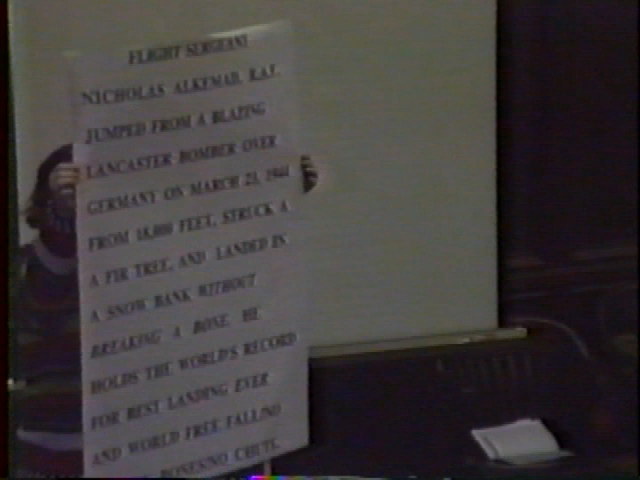 FLIGHT SERGEANT
NICHOLAS ALKEMAD, R.A.F.
JUMPED FROM A BLAZING
LANCASTER BOMBER OVER
GERMANY ON MARCH 23, 1944
FROM 18,000 FEET, STRUCK A
A FIR TREE, AND LANDED IN
A SNOW BANK WITHOUT
BREAKING A BONE. HE
HOLDS THE WORLD'S RECORD
FOR BEST LANDING EVER
AND WORLD FREE FALLING